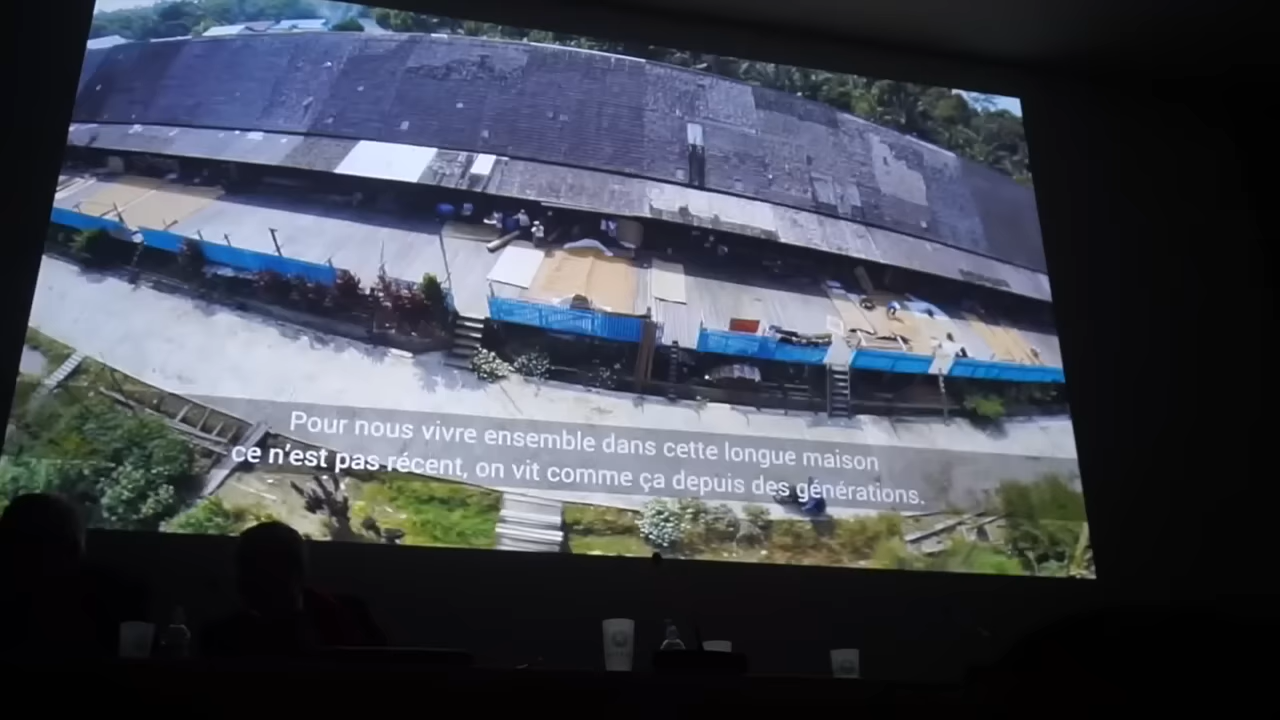 Pour nous vivre ensemble dans cette longue maison
ce n'est pas récent, on vit comme ça depuis des générations.